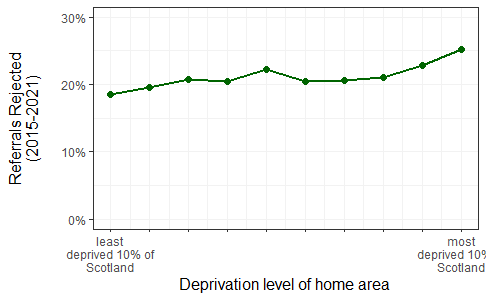 30%
20%
10%
0%
Referrals Rejected
(2015-2021)
least
deprived 10% of
Scotland
most
deprived 10%
Scotland
Deprivation level of home area